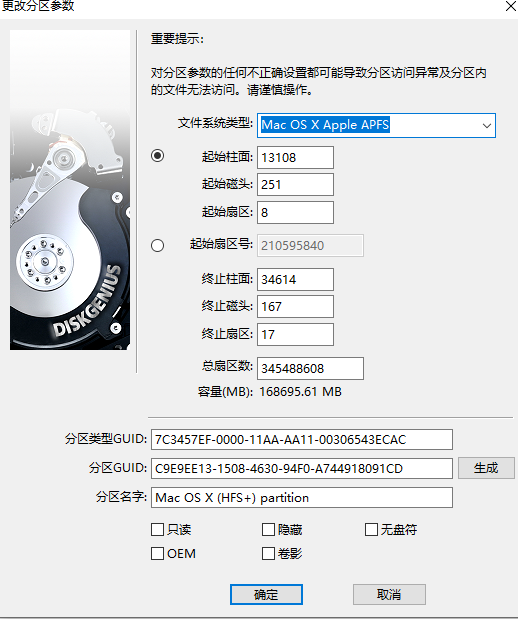 更改分区参数
重要提示：
对分区参数的任何不正确设置都可能导致分区访问异常及分区内
的文件无法访问。请谨慎操作。
文件系统类型: Mac OS X Apple APFS
起始柱面: 13108
起始磁头: 251
起始扇区: 8
起始扇区号: 210595840
终止柱面: 34614
终止磁头: 167
终止扇区: 17
总扇区数: 345488608
容量(MB): 168695.61 MB
DISKGENIUS
分区类型GUID: 7C3457EF-0000-11AA-AA11-00306543ECAC
分区GUID: C9E9EE13-1508-4630-94F0-A744918091CD 生成
分区名字: Mac OS X (HFS+) partition
只读 隐藏 无盘符
OEM 卷影
确定 取消